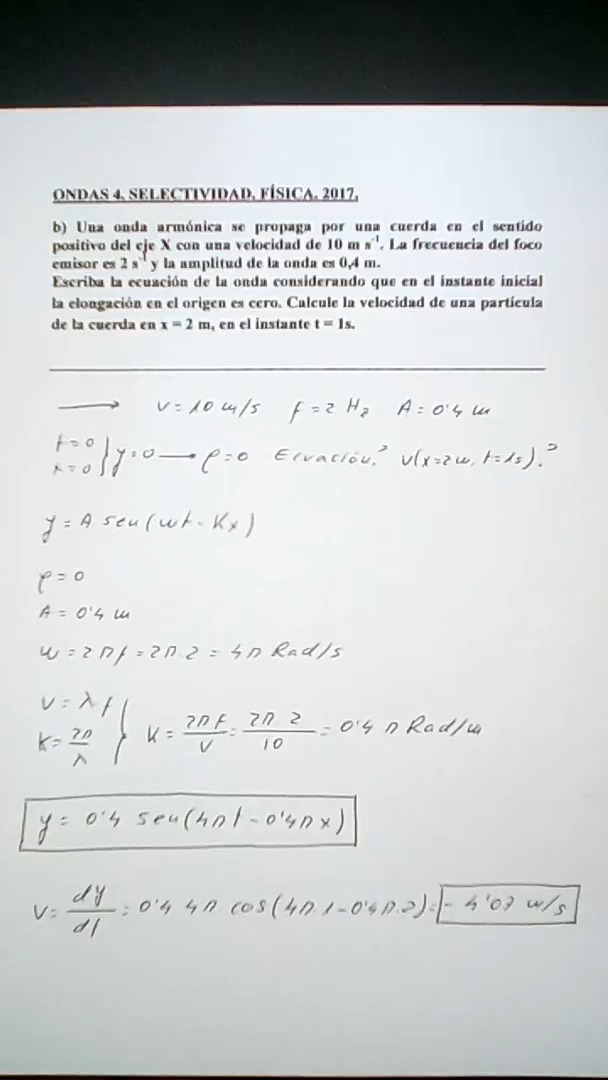 ONDAS 4. SELECTIVIDAD. FÍSICA. 2017.
b) Una onda armónica se propaga por una cuerda en el sentido
positivo del eje X con una velocidad de 10 m s⁻¹. La frecuencia del foco
emisor es 2 s⁻¹ y la amplitud de la onda es 0,4 m.
Escriba la ecuación de la onda considerando que en el instante inicial
la elongación en el origen es cero. Calcule la velocidad de una partícula
de la cuerda en x = 2 m, en el instante t = 1s.
⟶ v = 10 m/s f = 2 Hz A = 0'4 m
t=0 x=0 } y=0 ⟶ φ=0 Ecuación? v(x=2m, t=1s)?
y = A sen(ωt - Kx)
φ = 0
A = 0'4 m
ω = 2πf = 2π·2 = 4π Rad/s
v = λf
K = 2π/λ } K = 2πf/v = 2π·2/10 = 0'4π Rad/m
y = 0'4 sen(4πt - 0'4πx)
v = dy/dt = 0'4 4π cos(4π·1 - 0'4π·2) = - 4'07 m/s